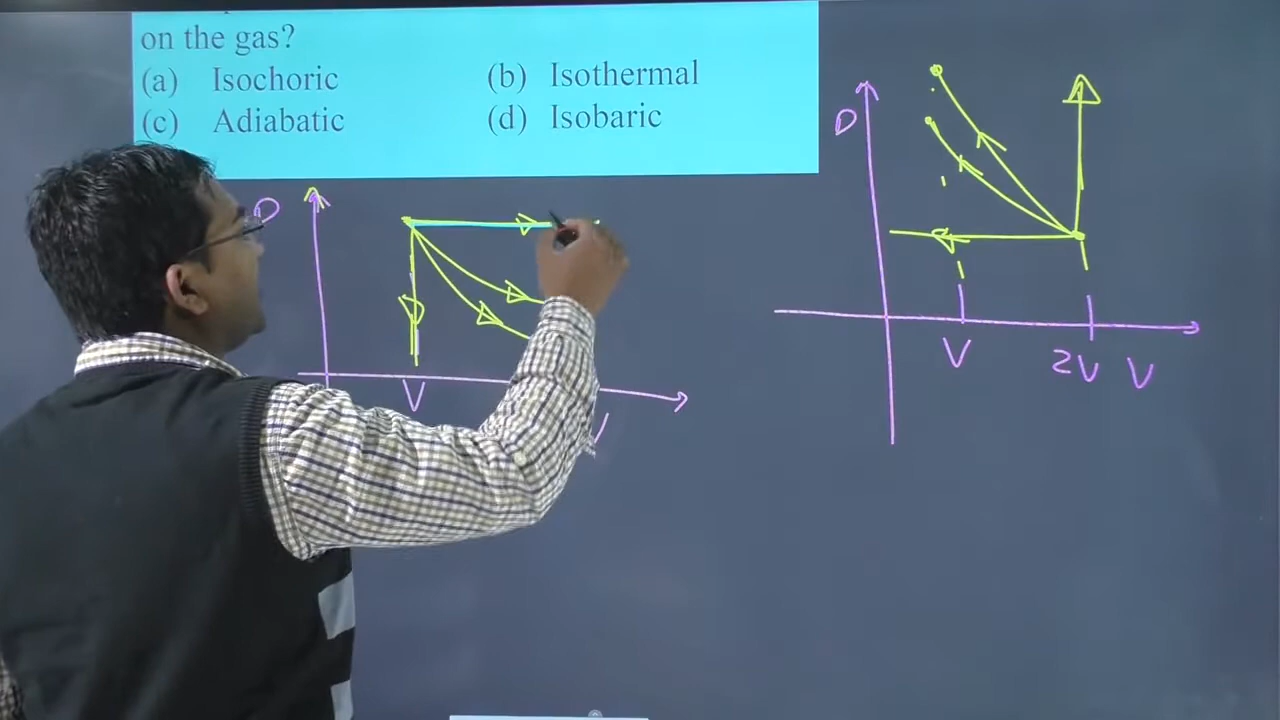 on the gas?
(a) Isochoric (b) Isothermal
(c) Adiabatic (d) Isobaric
P
V
P
V 2V V